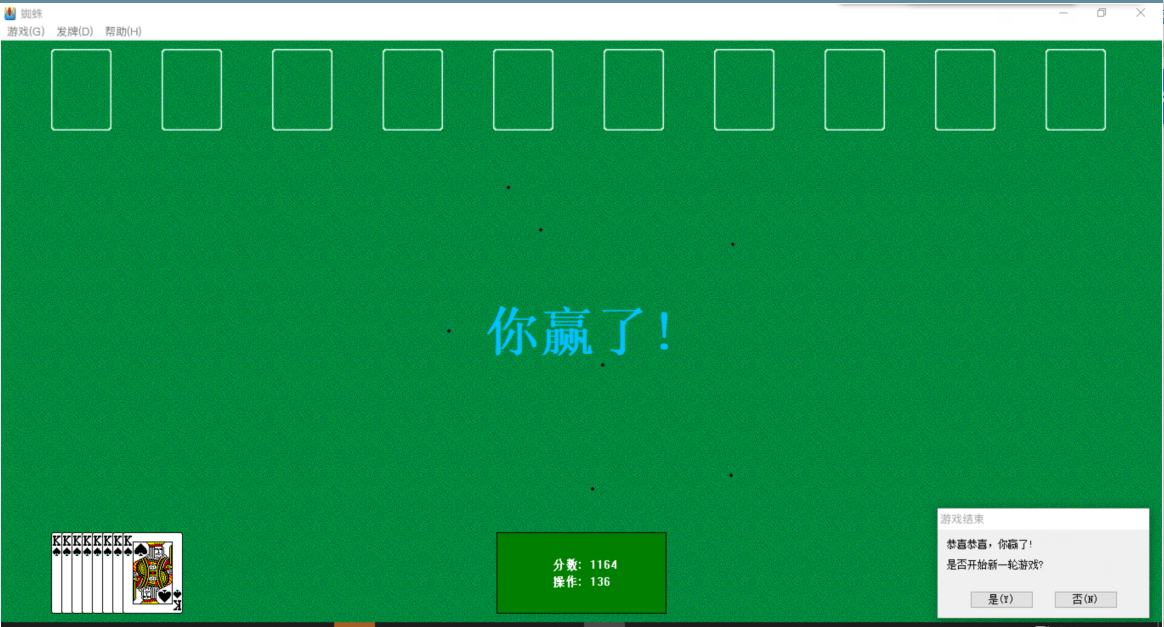 蜘蛛
游戏(G) 发牌(D) 帮助(H)
你赢了!
K K K K K K K K
K
分数: 1164
操作: 136
游戏结束
恭喜恭喜，你赢了!
是否开始新一轮游戏?
是(Y) 否(N)